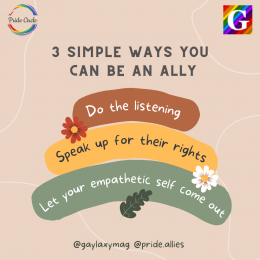 Pride Circle
G
3 SIMPLE WAYS YOU
CAN BE AN ALLY
Do the listening
Speak up for their rights
Let your empathetic self come out
@gaylaxymag @pride.allies